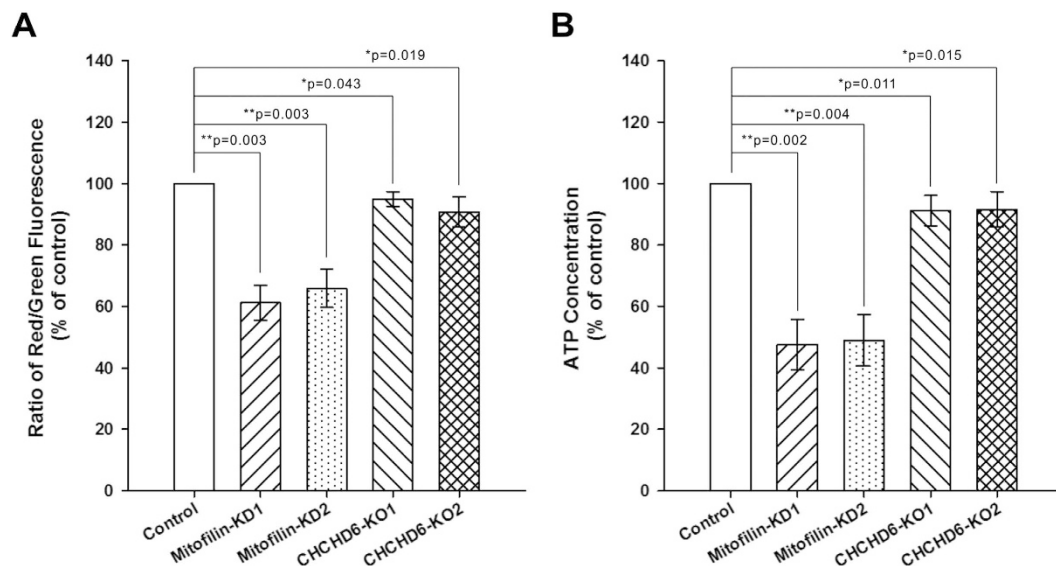 A
Ratio of Red/Green Fluorescence
(% of control)
140
120
100
80
60
40
20
0
*p=0.019
*p=0.043
**p=0.003
**p=0.003
Control
Mitofilin-KD1
Mitofilin-KD2
CHCHD6-KO1
CHCHD6-KO2
B
ATP Concentration
(% of control)
140
120
100
80
60
40
20
0
*p=0.015
*p=0.011
**p=0.004
**p=0.002
Control
Mitofilin-KD1
Mitofilin-KD2
CHCHD6-KO1
CHCHD6-KO2